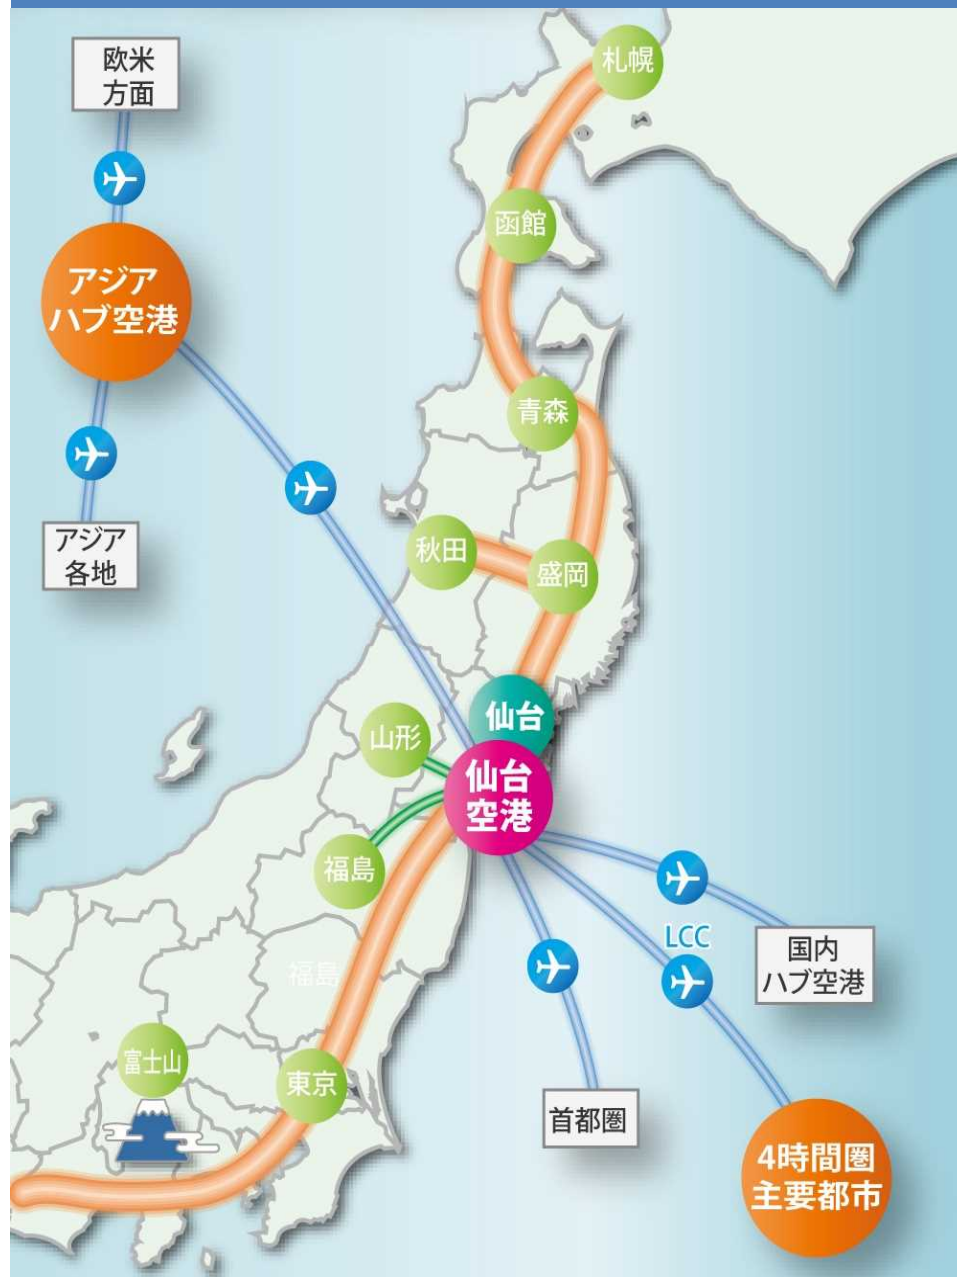 札幌
欧米
方面
函館
アジア
ハブ空港
青森
アジア
各地
秋田
盛岡
仙台
山形
仙台
空港
福島
国内
ハブ空港
LCC
福島
富士山
東京
首都圏
4時間圏
主要都市